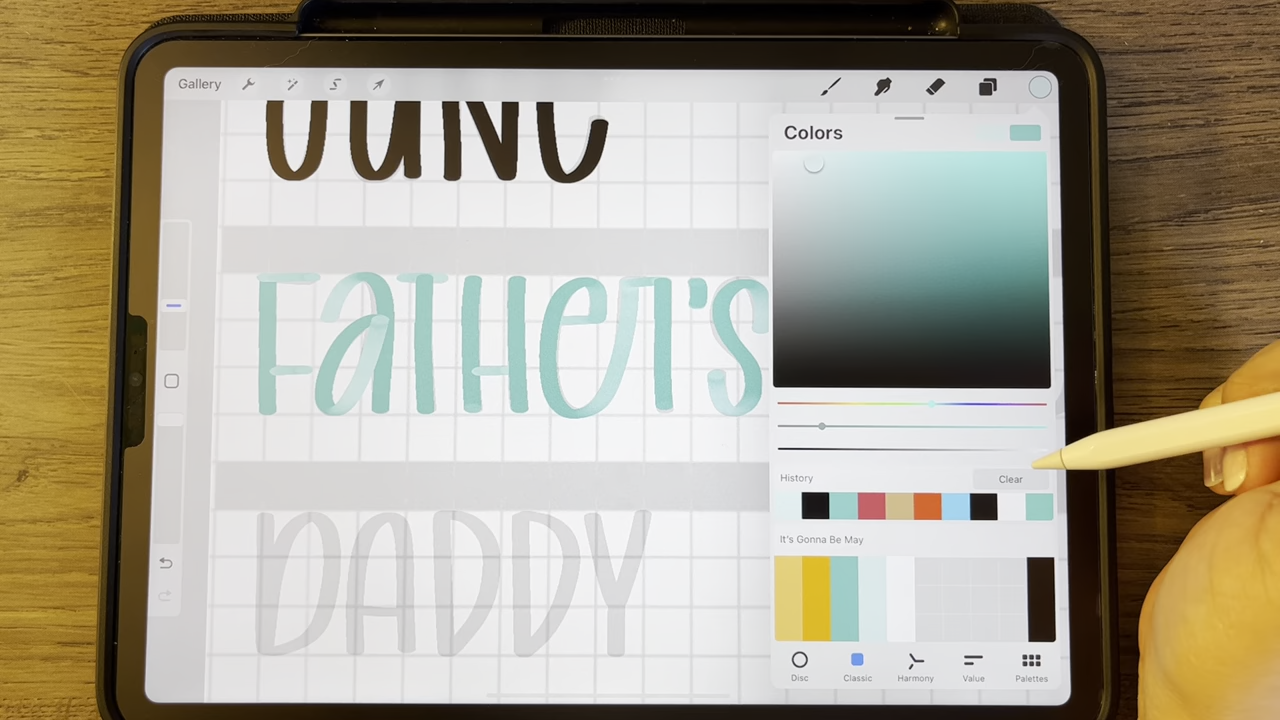 Gallery
Colors
June
Father's
DADDY
History
Clear
It's Gonna Be May
Disc
Classic
Harmony
Value
Palettes